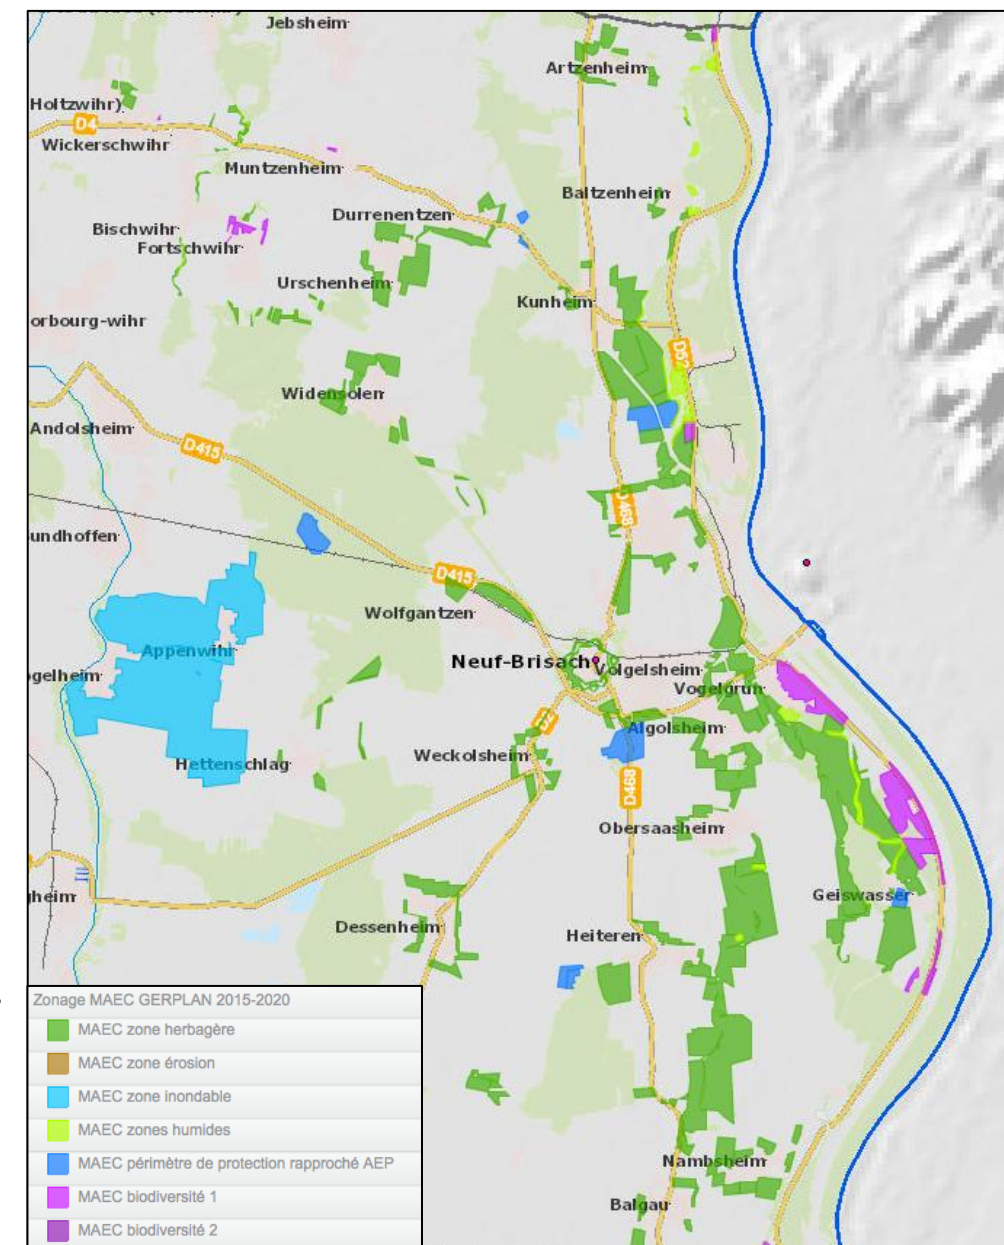 Jebsheim
Artzenheim
Holtzwihr)
D4
Wickerschwihr
Muntzenheim
Baltzenheim
Durrenentzen
Bischwihr
Fortschwihr
Urschenheim
Kunheim
orbourg-wihr
D52
Widensolen
Andolsheim
D415
D468
undhoffen
D415
Wolfgantzen
Appenwihr
Neuf-Brisach
Volgelsheim
ogelheim
Vogelgrun
Algolsheim
Weckolsheim
Hettenschlag
D468
Obersaasheim
gheim
Geiswasser
Dessenheim
Heiteren
Zonage MAEC GERPLAN 2015-2020
MAEC zone herbagère
MAEC zone érosion
MAEC zone inondable
MAEC zones humides
MAEC périmètre de protection rapproché AEP
MAEC biodiversité 1
MAEC biodiversité 2
Nambsheim
Balgau